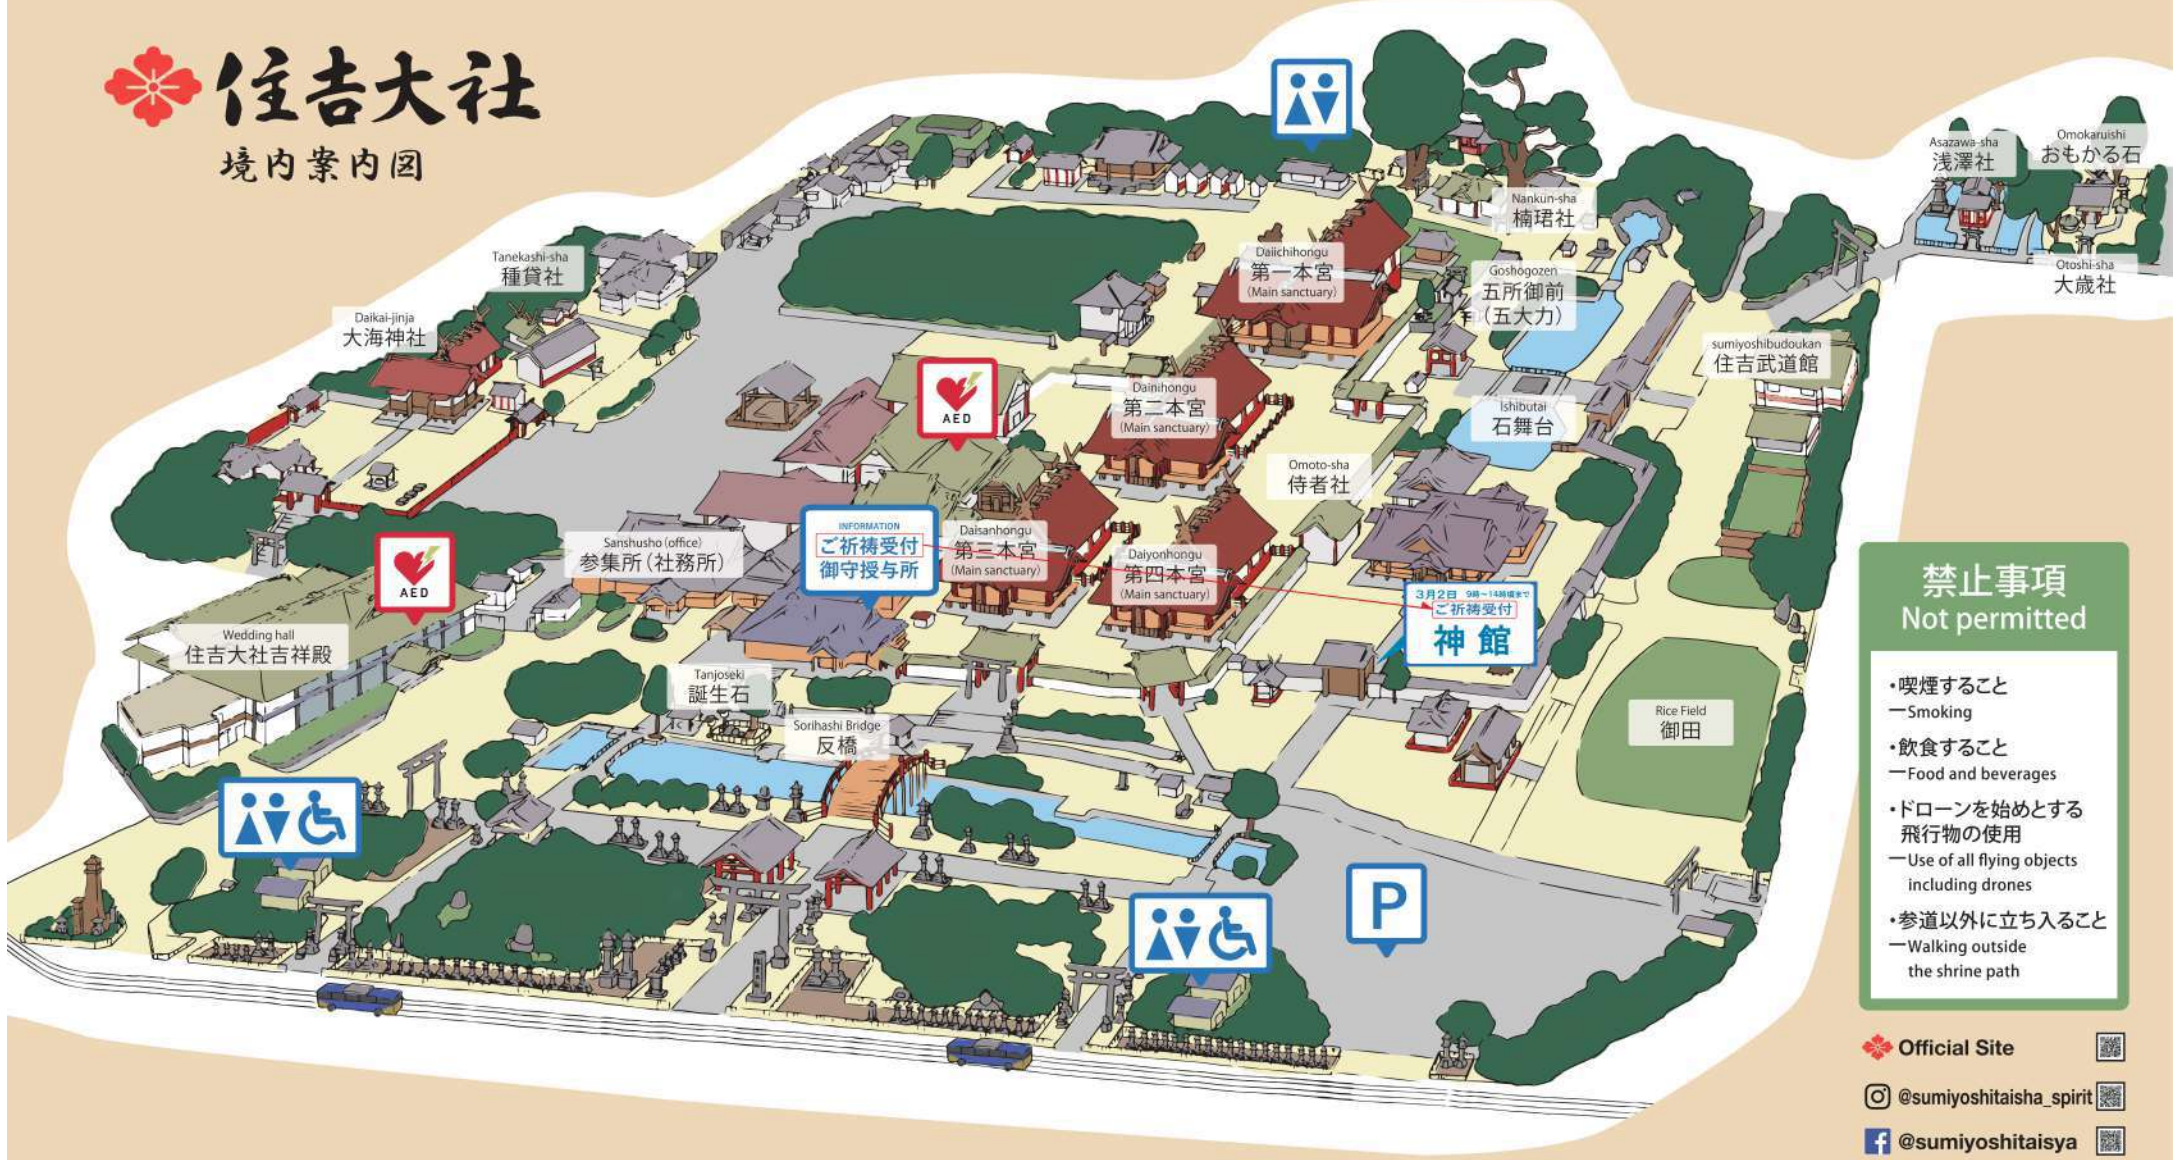 住吉大社
境内案内図
Asazawa-sha
浅澤社
Omokaruishi
おもかる石
Otoshi-sha
大歳社
Nankun-sha
楠珺社
Tanekashi-sha
種貸社
Daikai-jinja
大海神社
Daiichihongu
第一本宮
(Main sanctuary)
Goshogozen
五所御前
(五大力)
sumiyoshibudoukan
住吉武道館
AED
Dainihongu
第二本宮
(Main sanctuary)
Ishibutai
石舞台
Omoto-sha
侍者社
AED
Sanshusho (office)
参集所(社務所)
INFORMATION
ご祈祷受付
御守授与所
Daisanhongu
第三本宮
(Main sanctuary)
Daiyonhongu
第四本宮
(Main sanctuary)
3月2日 9時~14時頃まで
ご祈祷受付
神館
Wedding hall
住吉大社吉祥殿
Tanjoseki
誕生石
Sorihashi Bridge
反橋
Rice Field
御田
P
禁止事項
Not permitted
・喫煙すること
ーSmoking
・飲食すること
ーFood and beverages
・ドローンを始めとする
飛行物の使用
ーUse of all flying objects
including drones
・参道以外に立ち入ること
ーWalking outside
the shrine path
Official Site
@sumiyoshitaisha_spirit
@sumiyoshitaisya